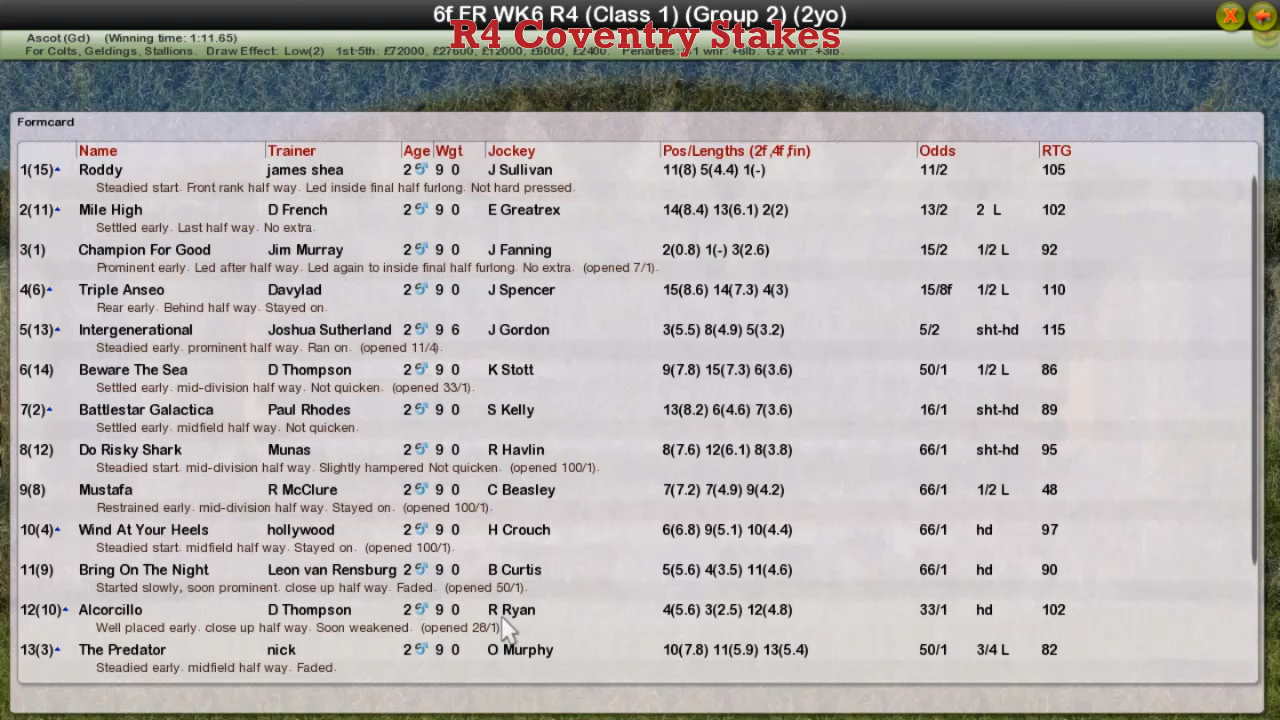 6f FR WK6 R4 (Class 1) (Group 2) (2yo)
R4 Coventry Stakes
Ascot(Gd) (Winning time: 1:11.65)
For Colts, Geldings, Stallions. Draw Effect: Low(2) 1st-5th: £72000, £27600, £12000, £6000, £2400. Penalties: wnr: +6lb. G2 wnr: +3lb.
Formcard
Name Trainer Age Wgt Jockey Pos/Lengths (2f,4f,fin) Odds RTG
1(15) Roddy james shea 2 9 0 J Sullivan 11(8) 5(4.4) 1(-) 11/2 105
Steadied start. Front rank half way. Led inside final half furlong. Not hard pressed.
2(11) Mile High D French 2 9 0 E Greatrex 14(8.4) 13(6.1) 2(2) 13/2 2 L 102
Settled early. Last half way. No extra.
3(1) Champion For Good Jim Murray 2 9 0 J Fanning 2(0.8) 1(-) 3(2.6) 15/2 1/2 L 92
Prominent early. Led after half way. Led again to inside final half furlong. No extra. (opened 7/1).
4(6) Triple Anseo Davylad 2 9 0 J Spencer 15(8.6) 14(7.3) 4(3) 15/8f 1/2 L 110
Rear early. Behind half way. Stayed on.
5(13) Intergenerational Joshua Sutherland 2 9 6 J Gordon 3(5.5) 8(4.9) 5(3.2) 5/2 sht-hd 115
Steadied early. prominent half way. Ran on. (opened 11/4).
6(14) Beware The Sea D Thompson 2 9 0 K Stott 9(7.8) 15(7.3) 6(3.6) 50/1 1/2 L 86
Settled early. mid-division half way. Not quicken. (opened 33/1).
7(2) Battlestar Galactica Paul Rhodes 2 9 0 S Kelly 13(8.2) 6(4.6) 7(3.6) 16/1 sht-hd 89
Settled early. midfield half way. Not quicken.
8(12) Do Risky Shark Munas 2 9 0 R Havlin 8(7.6) 12(6.1) 8(3.8) 66/1 sht-hd 95
Steadied start. mid-division half way. Slightly hampered Not quicken. (opened 100/1).
9(8) Mustafa R McClure 2 9 0 C Beasley 7(7.2) 7(4.9) 9(4.2) 66/1 1/2 L 48
Restrained early. mid-division half way. Stayed on. (opened 100/1).
10(4) Wind At Your Heels hollywood 2 9 0 H Crouch 6(6.8) 9(5.1) 10(4.4) 66/1 hd 97
Steadied start. midfield half way. Stayed on. (opened 100/1).
11(9) Bring On The Night Leon van Rensburg 2 9 0 B Curtis 5(5.6) 4(3.5) 11(4.6) 66/1 hd 90
Started slowly, soon prominent. close up half way. Faded. (opened 50/1).
12(10) Alcorcillo D Thompson 2 9 0 R Ryan 4(5.6) 3(2.5) 12(4.8) 33/1 hd 102
Well placed early. close up half way. Soon weakened. (opened 28/1)
13(3) The Predator nick 2 9 0 O Murphy 10(7.8) 11(5.9) 13(5.4) 50/1 3/4 L 82
Steadied early. midfield half way. Faded.